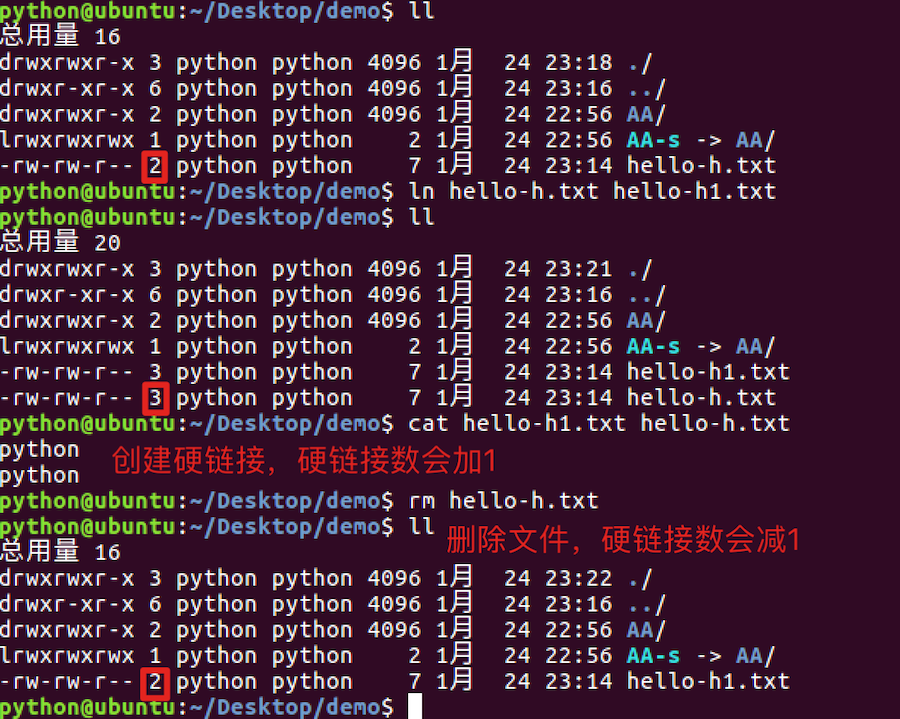 python@ubuntu:~/Desktop/demo$ ll
总用量 16
drwxrwxr-x 3 python python 4096 1月  24 23:18 ./
drwxr-xr-x 6 python python 4096 1月  24 23:16 ../
drwxrwxr-x 2 python python 4096 1月  24 22:56 AA/
lrwxrwxrwx 1 python python    2 1月  24 22:56 AA-s -> AA/
-rw-rw-r-- 2 python python    7 1月  24 23:14 hello-h.txt
python@ubuntu:~/Desktop/demo$ ln hello-h.txt hello-h1.txt
python@ubuntu:~/Desktop/demo$ ll
总用量 20
drwxrwxr-x 3 python python 4096 1月  24 23:21 ./
drwxr-xr-x 6 python python 4096 1月  24 23:16 ../
drwxrwxr-x 2 python python 4096 1月  24 22:56 AA/
lrwxrwxrwx 1 python python    2 1月  24 22:56 AA-s -> AA/
-rw-rw-r-- 3 python python    7 1月  24 23:14 hello-h1.txt
-rw-rw-r-- 3 python python    7 1月  24 23:14 hello-h.txt
python@ubuntu:~/Desktop/demo$ cat hello-h1.txt hello-h.txt
python
创建硬链接，硬链接数会加1
python
python@ubuntu:~/Desktop/demo$ rm hello-h.txt
python@ubuntu:~/Desktop/demo$ ll
删除文件，硬链接数会减1
总用量 16
drwxrwxr-x 3 python python 4096 1月  24 23:22 ./
drwxr-xr-x 6 python python 4096 1月  24 23:16 ../
drwxrwxr-x 2 python python 4096 1月  24 22:56 AA/
lrwxrwxrwx 1 python python    2 1月  24 22:56 AA-s -> AA/
-rw-rw-r-- 2 python python    7 1月  24 23:14 hello-h1.txt
python@ubuntu:~/Desktop/demo$